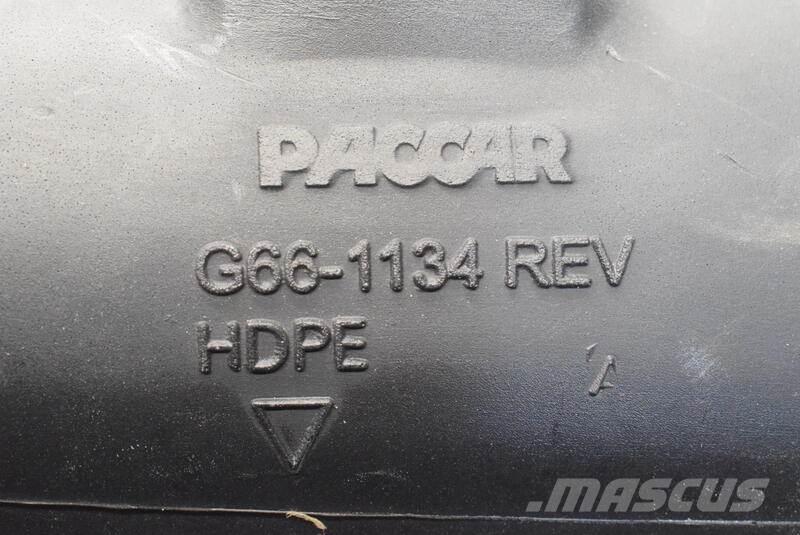 PACCAR
G66-1134 REV
HDPE
A
MASCUS